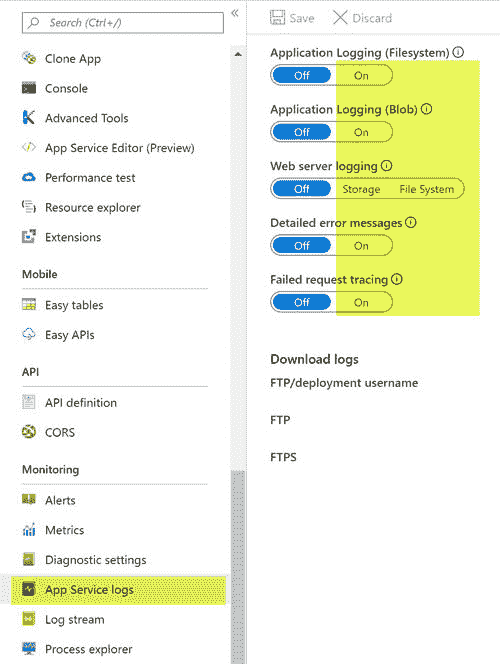 Search (Ctrl+/)
Clone App
Console
Advanced Tools
App Service Editor (Preview)
Performance test
Resource explorer
Extensions
Mobile
Easy tables
Easy APIs
API
API definition
CORS
Monitoring
Alerts
Metrics
Diagnostic settings
App Service logs
Log stream
Process explorer
Save Discard
Application Logging (Filesystem)
Off On
Application Logging (Blob)
Off On
Web server logging
Off Storage File System
Detailed error messages
Off On
Failed request tracing
Off On
Download logs
FTP/deployment username
FTP
FTPS